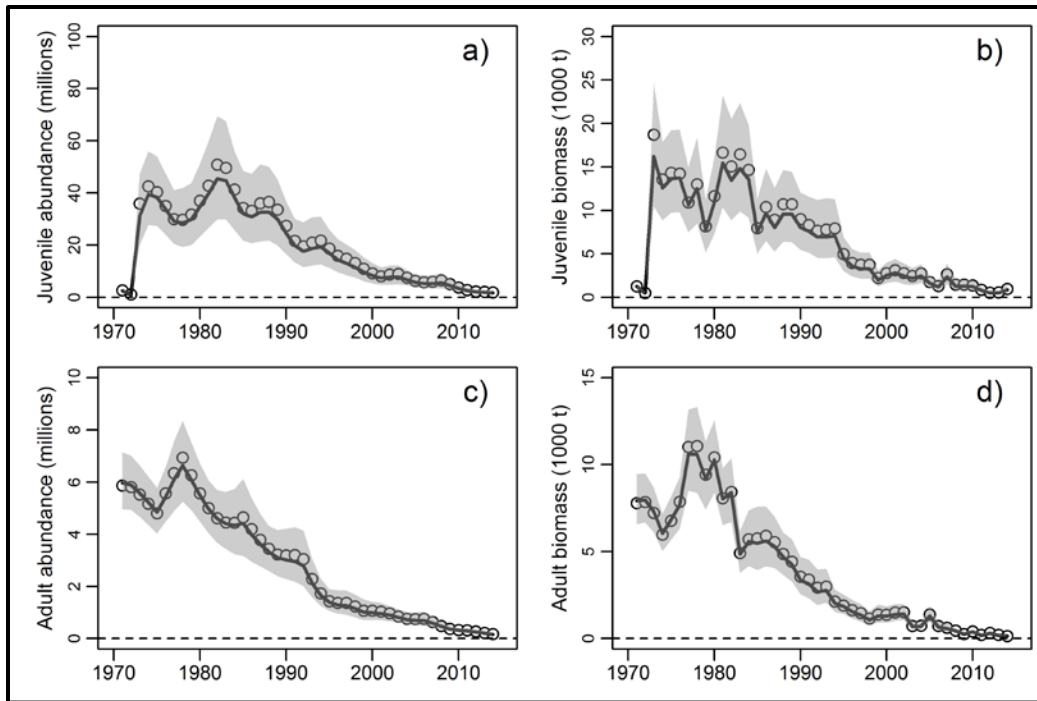 a)
Juvenile abundance (millions)
0 20 40 60 80 100
1970 1980 1990 2000 2010
b)
Juvenile biomass (1000 t)
0 5 10 15 20 25 30
1970 1980 1990 2000 2010
c)
Adult abundance (millions)
0 2 4 6 8 10
1970 1980 1990 2000 2010
d)
Adult biomass (1000 t)
0 5 10 15
1970 1980 1990 2000 2010